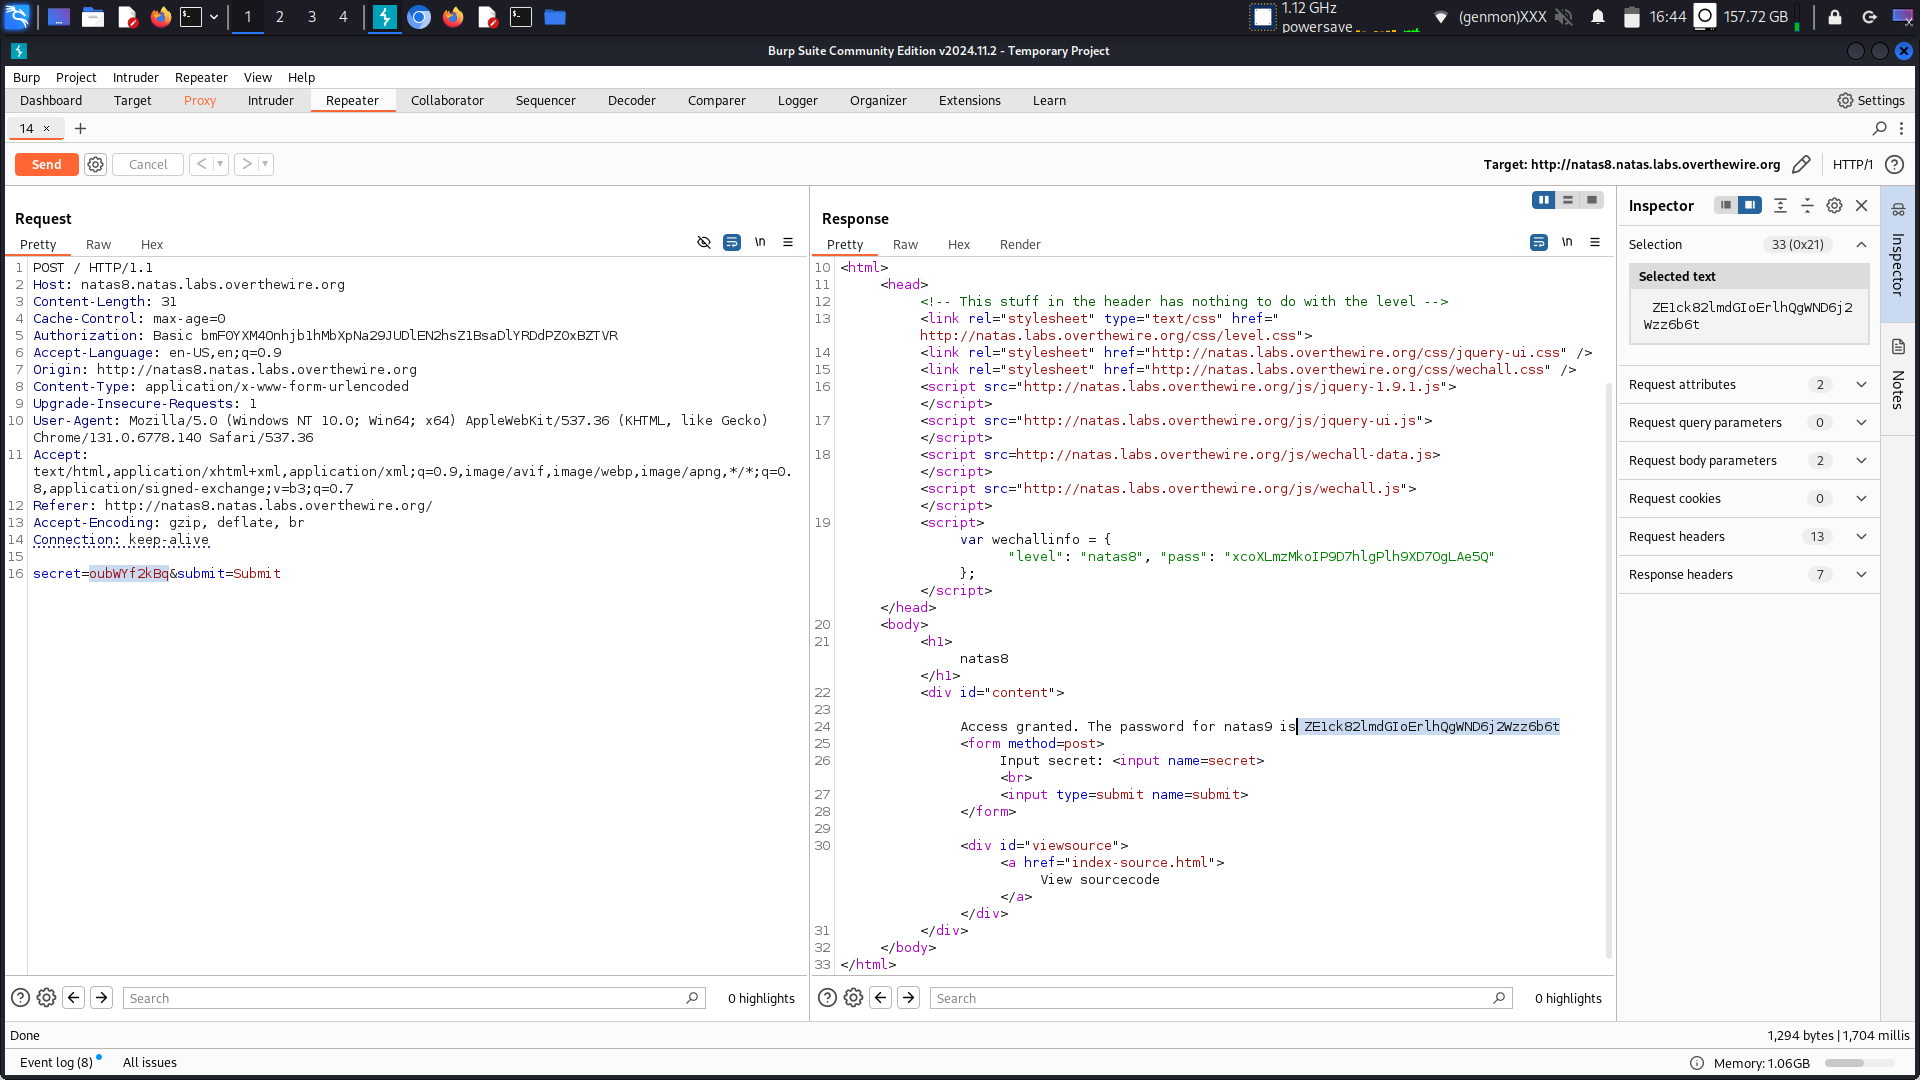 1 2 3 4
1.12 GHz
powersave
(genmon)XXX
16:44
157.72 GB
Burp Suite Community Edition v2024.11.2 - Temporary Project
Burp Project Intruder Repeater View Help
Dashboard Target Proxy Intruder Repeater Collaborator Sequencer Decoder Comparer Logger Organizer Extensions Learn Settings
14 × +
Send Cancel < >
Target: http://natas8.natas.labs.overthewire.org HTTP/1
Request
Pretty Raw Hex \n
1 POST / HTTP/1.1
2 Host: natas8.natas.labs.overthewire.org
3 Content-Length: 31
4 Cache-Control: max-age=0
5 Authorization: Basic bmF0YXM4Onhjb1hMbXpNa29JUDlEN2hsZ1BsaDlYRDdPZ0xBZTVR
6 Accept-Language: en-US,en;q=0.9
7 Origin: http://natas8.natas.labs.overthewire.org
8 Content-Type: application/x-www-form-urlencoded
9 Upgrade-Insecure-Requests: 1
10 User-Agent: Mozilla/5.0 (Windows NT 10.0; Win64; x64) AppleWebKit/537.36 (KHTML, like Gecko)
Chrome/131.0.6778.140 Safari/537.36
11 Accept:
text/html,application/xhtml+xml,application/xml;q=0.9,image/avif,image/webp,image/apng,*/*;q=0.
8,application/signed-exchange;v=b3;q=0.7
12 Referer: http://natas8.natas.labs.overthewire.org/
13 Accept-Encoding: gzip, deflate, br
14 Connection: keep-alive
15
16 secret=oubWYf2kBq&submit=Submit
Search
0 highlights
Response
Pretty Raw Hex Render \n
10 <html>
11 <head>
12 <!-- This stuff in the header has nothing to do with the level -->
13 <link rel="stylesheet" type="text/css" href="
http://natas.labs.overthewire.org/css/level.css">
14 <link rel="stylesheet" href="http://natas.labs.overthewire.org/css/jquery-ui.css" />
15 <link rel="stylesheet" href="http://natas.labs.overthewire.org/css/wechall.css" />
16 <script src="http://natas.labs.overthewire.org/js/jquery-1.9.1.js">
</script>
17 <script src="http://natas.labs.overthewire.org/js/jquery-ui.js">
</script>
18 <script src=http://natas.labs.overthewire.org/js/wechall-data.js>
</script>
<script src="http://natas.labs.overthewire.org/js/wechall.js">
</script>
19 <script>
var wechallinfo = {
"level": "natas8", "pass": "xcoXLmzMkoIP9D7hlgPlh9XD7OgLAe5Q"
};
</script>
</head>
20 <body>
21 <h1>
natas8
</h1>
22 <div id="content">
23
24 Access granted. The password for natas9 is ZE1ck82lmdGIoErlhQgWND6j2Wzz6b6t
25 <form method=post>
26 Input secret: <input name=secret>
<br>
27 <input type=submit name=submit>
28 </form>
29
30 <div id="viewsource">
<a href="index-source.html">
View sourcecode
</a>
</div>
31 </div>
32 </body>
33 </html>
Search
0 highlights
Inspector
Selection 33 (0x21)
Selected text
ZE1ck82lmdGIoErlhQgWND6j2
Wzz6b6t
Request attributes 2
Request query parameters 0
Request body parameters 2
Request cookies 0
Request headers 13
Response headers 7
Inspector
Notes
Done
1,294 bytes | 1,704 millis
Event log (8) All issues
Memory: 1.06GB